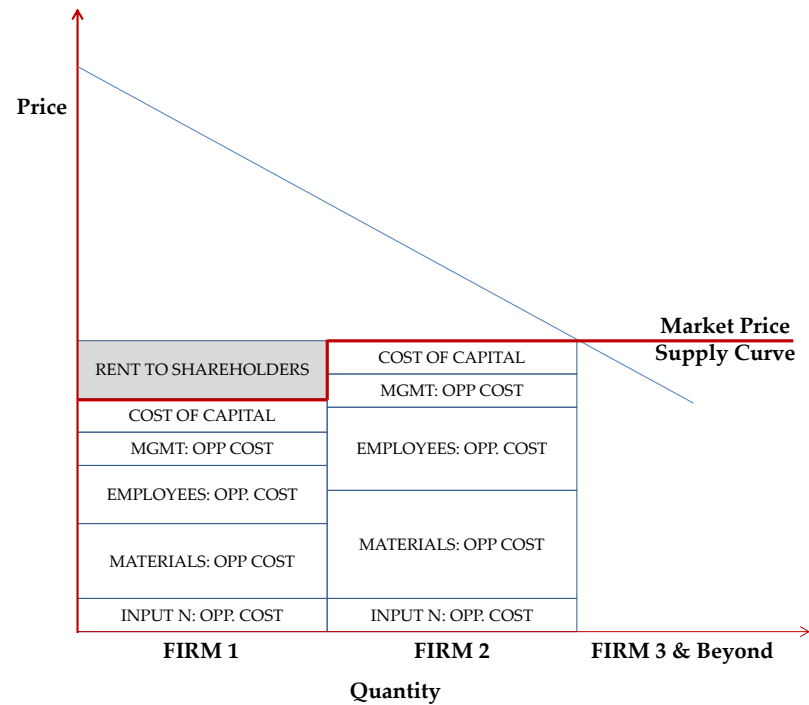 Price
Market Price
Supply Curve
RENT TO SHAREHOLDERS
COST OF CAPITAL
MGMT: OPP COST
EMPLOYEES: OPP. COST
MATERIALS: OPP COST
INPUT N: OPP. COST
COST OF CAPITAL
MGMT: OPP COST
EMPLOYEES: OPP. COST
MATERIALS: OPP COST
INPUT N: OPP. COST
FIRM 1
FIRM 2
FIRM 3 & Beyond
Quantity